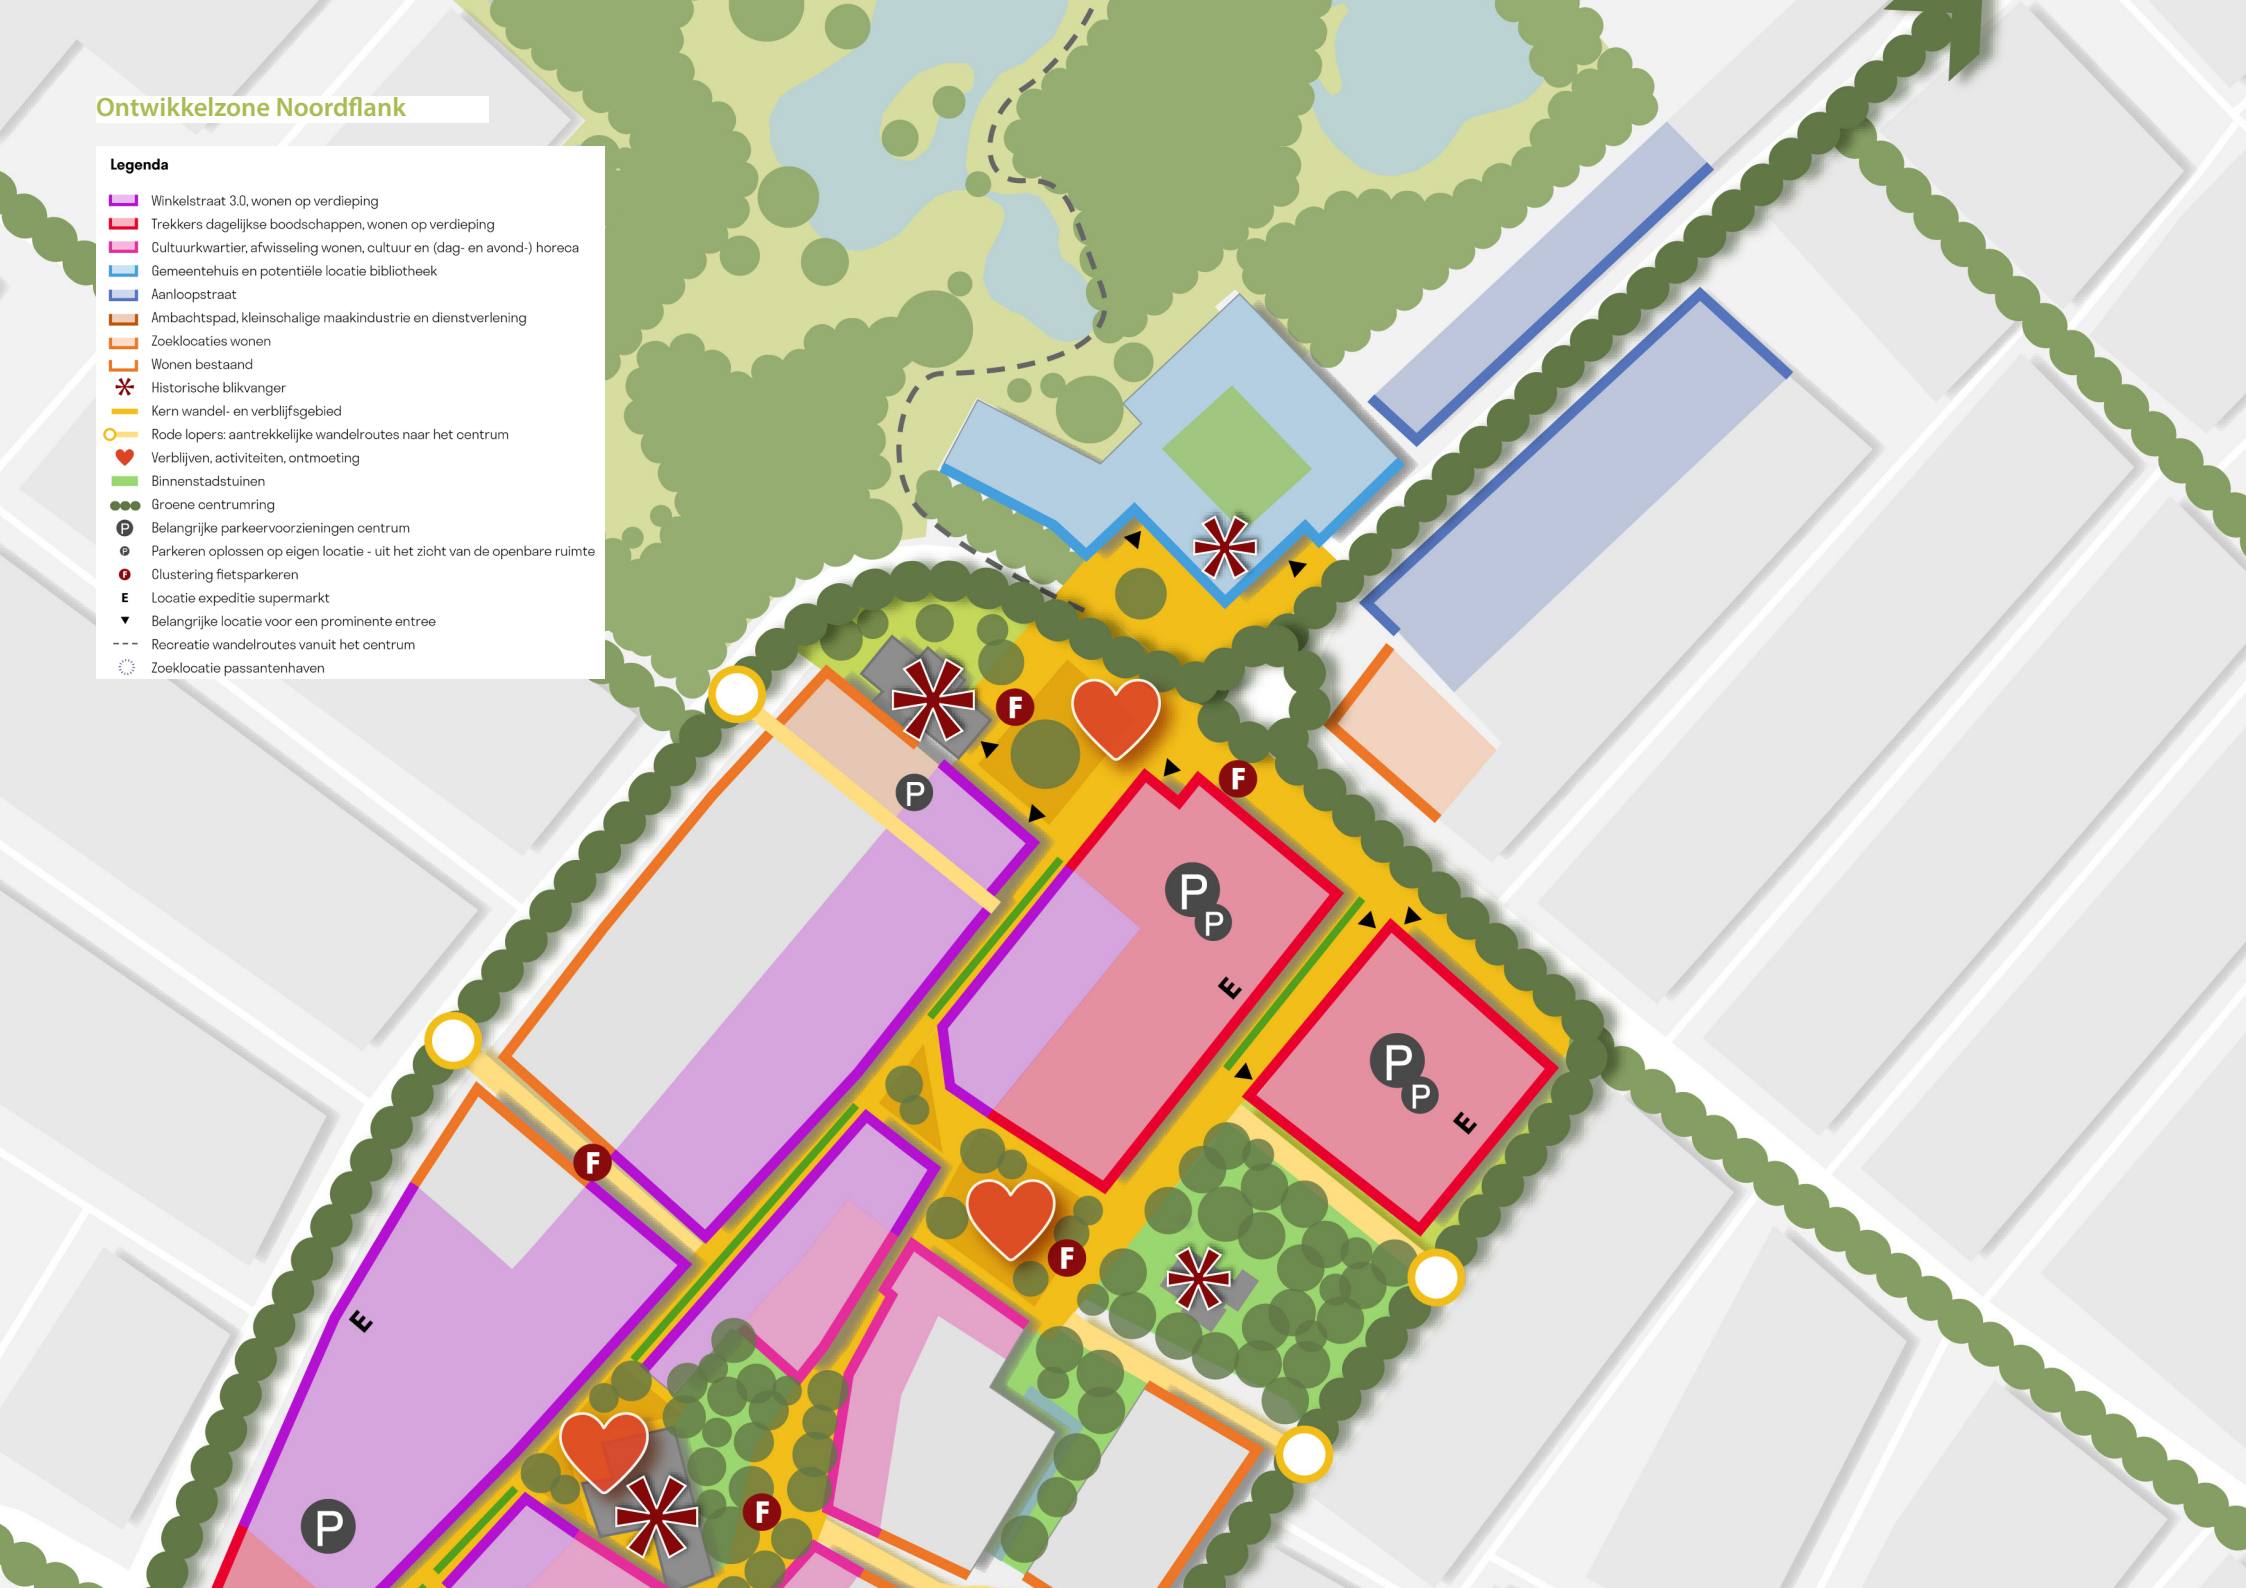 Ontwikkelzone Noordflank
Legenda
Winkelstraat 3.0, wonen op verdieping
Trekkers dagelijkse boodschappen, wonen op verdieping
Cultuurkwartier, afwisseling wonen, cultuur en (dag- en avond-) horeca
Gemeentehuis en potentiële locatie bibliotheek
Aanloopstraat
Ambachtspad, kleinschalige maakindustrie en dienstverlening
Zoeklocaties wonen
Wonen bestaand
Historische blikvanger
Kern wandel- en verblijfsgebied
Rode lopers: aantrekkelijke wandelroutes naar het centrum
Verblijven, activiteiten, ontmoeting
Binnenstadstuinen
Groene centrumring
P Belangrijke parkeervoorzieningen centrum
P Parkeren oplossen op eigen locatie - uit het zicht van de openbare ruimte
F Clustering fietsparkeren
E Locatie expeditie supermarkt
Belangrijke locatie voor een prominente entree
Recreatie wandelroutes vanuit het centrum
Zoeklocatie passantenhaven
F
F
P
P
P
E
P
P
E
F
F
E
F
P